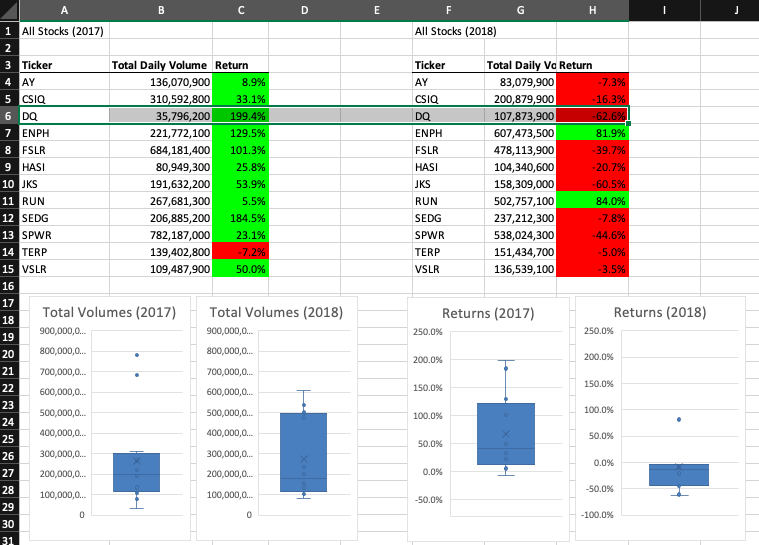 A B C D E F G H I J
1 All Stocks (2017) All Stocks (2018)
2
3 Ticker Total Daily Volume Return Ticker Total Daily Vo Return
4 AY 136,070,900 8.9% AY 83,079,900 -7.3%
5 CSIQ 310,592,800 33.1% CSIQ 200,879,900 -16.3%
6 DQ 35,796,200 199.4% DQ 107,873,900 -62.6%
7 ENPH 221,772,100 129.5% ENPH 607,473,500 81.9%
8 FSLR 684,181,400 101.3% FSLR 478,113,900 -39.7%
9 HASI 80,949,300 25.8% HASI 104,340,600 -20.7%
10 JKS 191,632,200 53.9% JKS 158,309,000 -60.5%
11 RUN 267,681,300 5.5% RUN 502,757,100 84.0%
12 SEDG 206,885,200 184.5% SEDG 237,212,300 -7.8%
13 SPWR 782,187,000 23.1% SPWR 538,024,300 -44.6%
14 TERP 139,402,800 -7.2% TERP 151,434,700 -5.0%
15 VSLR 109,487,900 50.0% VSLR 136,539,100 -3.5%
16
17
18
19
20
21
22
23
24
25
26
27
28
29
30
31
Total Volumes (2017)
900,000,0...
800,000,0...
700,000,0...
600,000,0...
500,000,0...
400,000,0...
300,000,0...
200,000,0...
100,000,0...
0
Total Volumes (2018)
900,000,0...
800,000,0...
700,000,0...
600,000,0...
500,000,0...
400,000,0...
300,000,0...
200,000,0...
100,000,0...
0
Returns (2017)
250.0%
200.0%
150.0%
100.0%
50.0%
0.0%
-50.0%
Returns (2018)
250.0%
200.0%
150.0%
100.0%
50.0%
0.0%
-50.0%
-100.0%